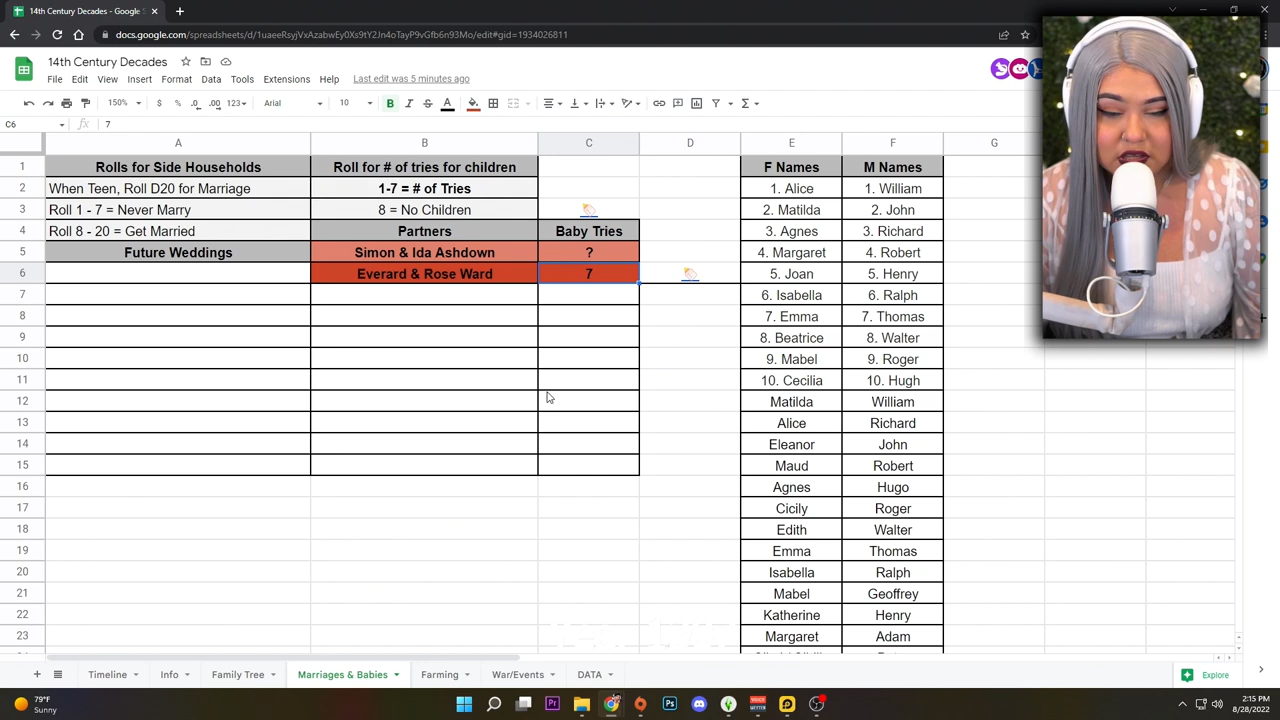 14th Century Decades - Google S
docs.google.com/spreadsheets/d/1uaeeRsyjVxAzabwEy0Xs9tY2Jn4oTayP9vGfb6n93Mo/edit#gid=1934026811
14th Century Decades
File Edit View Insert Format Data Tools Extensions Help Last edit was 5 minutes ago
150% $ % .0 .00 123 Arial 10 B I S A
C6 fx 7
A B C D E F G
1 Rolls for Side Households Roll for # of tries for children F Names M Names
2 When Teen, Roll D20 for Marriage 1-7 = # of Tries 1. Alice 1. William
3 Roll 1 - 7 = Never Marry 8 = No Children 2. Matilda 2. John
4 Roll 8 - 20 = Get Married Partners Baby Tries 3. Agnes 3. Richard
5 Future Weddings Simon & Ida Ashdown ? 4. Margaret 4. Robert
6 Everard & Rose Ward 7 5. Joan 5. Henry
7 6. Isabella 6. Ralph
8 7. Emma 7. Thomas
9 8. Beatrice 8. Walter
10 9. Mabel 9. Roger
11 10. Cecilia 10. Hugh
12 Matilda William
13 Alice Richard
14 Eleanor John
15 Maud Robert
16 Agnes Hugo
17 Cicily Roger
18 Edith Walter
19 Emma Thomas
20 Isabella Ralph
21 Mabel Geoffrey
22 Katherine Henry
23 Margaret Adam
Timeline Info Family Tree Marriages & Babies Farming War/Events DATA Explore
79°F
Sunny
2:15 PM
8/28/2022